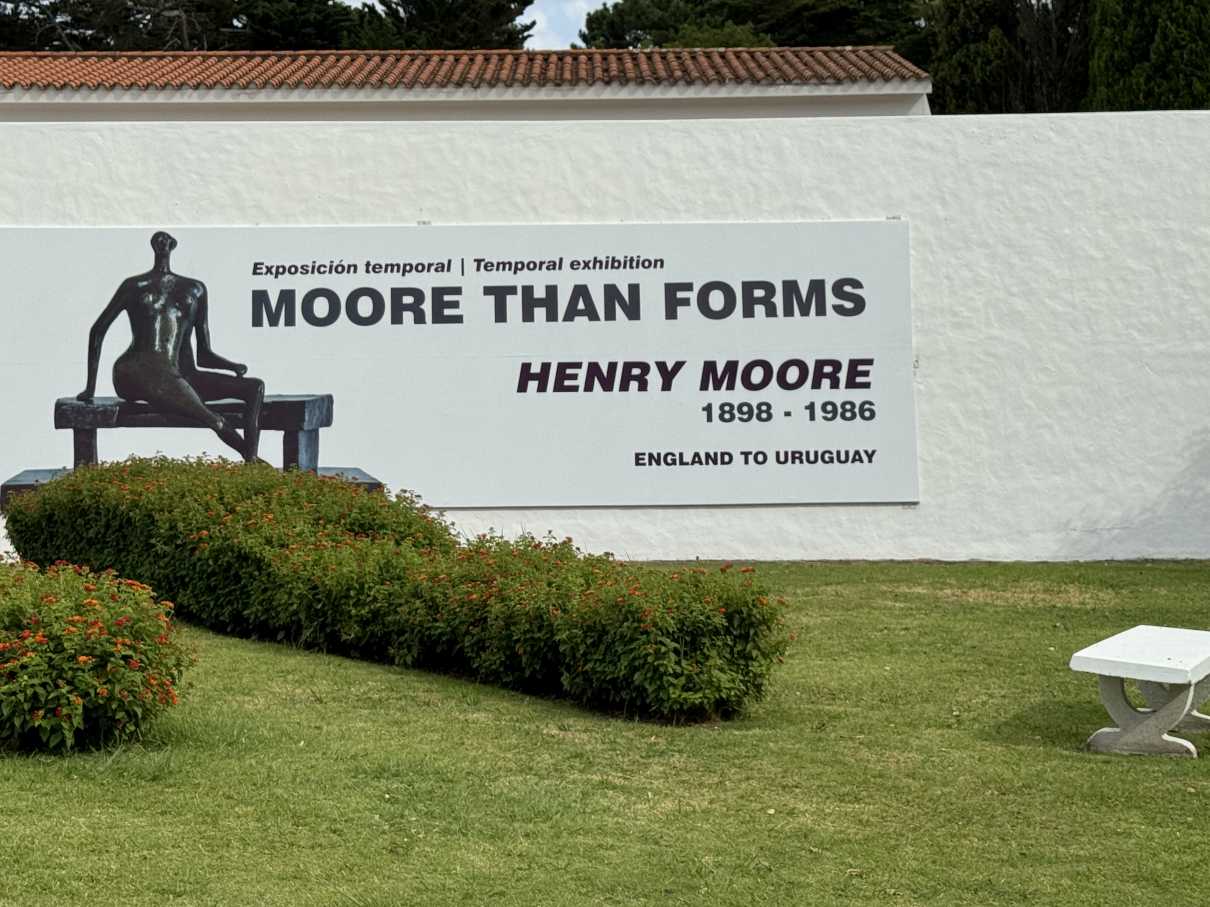 Exposición temporal | Temporal exhibition
MOORE THAN FORMS
HENRY MOORE
1898 - 1986
ENGLAND TO URUGUAY